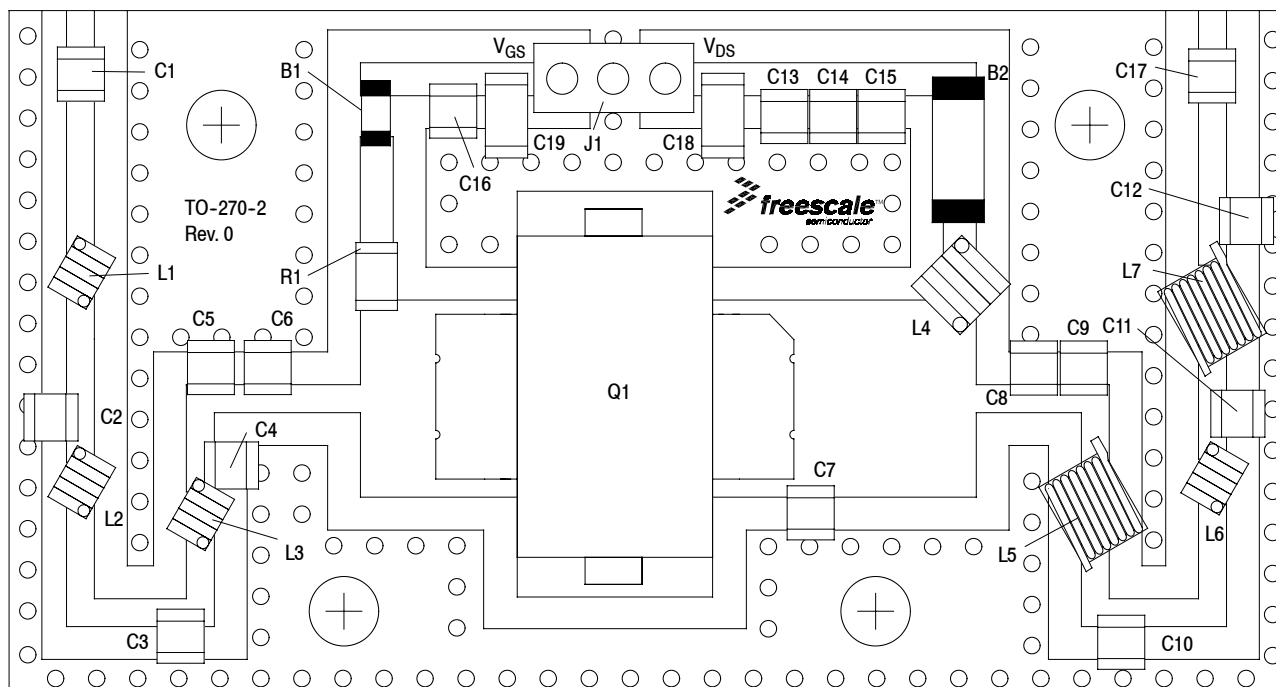 VGS
VDS
C1
B1
C13
C14
C15
B2
C17
C19
J1
C18
C16
TO-270-2
Rev. 0
freescale™
semiconductor
C12
L1
R1
L7
C5
C6
L4
C11
C9
Q1
C8
C2
C4
C7
L2
L3
L5
L6
C3
C10